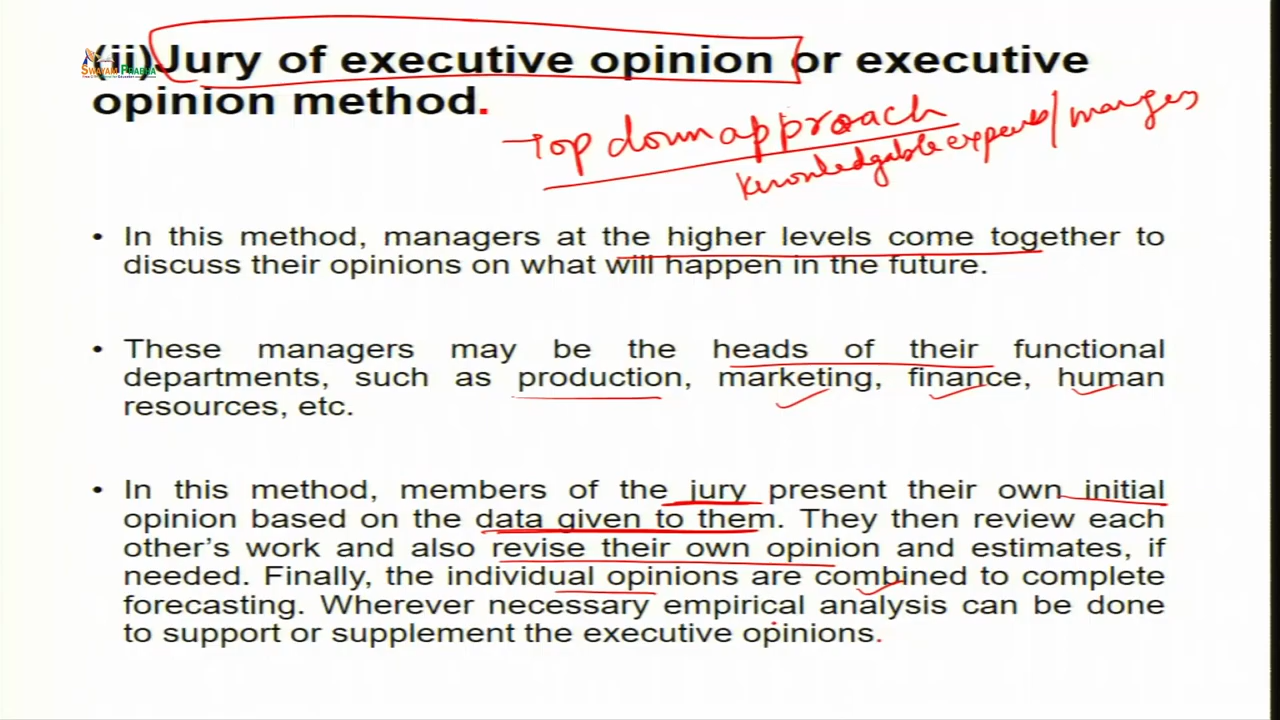 (ii)Jury of executive opinion or executive
SWAYAM PRABHA
opinion method.
Top down approach
knowledgable experts/ manages
• In this method, managers at the higher levels come together to
discuss their opinions on what will happen in the future.
• These managers may be the heads of their functional
departments, such as production, marketing, finance, human
resources, etc.
• In this method, members of the jury present their own initial
opinion based on the data given to them. They then review each
other's work and also revise their own opinion and estimates, if
needed. Finally, the individual opinions are combined to complete
forecasting. Wherever necessary empirical analysis can be done
to support or supplement the executive opinions.